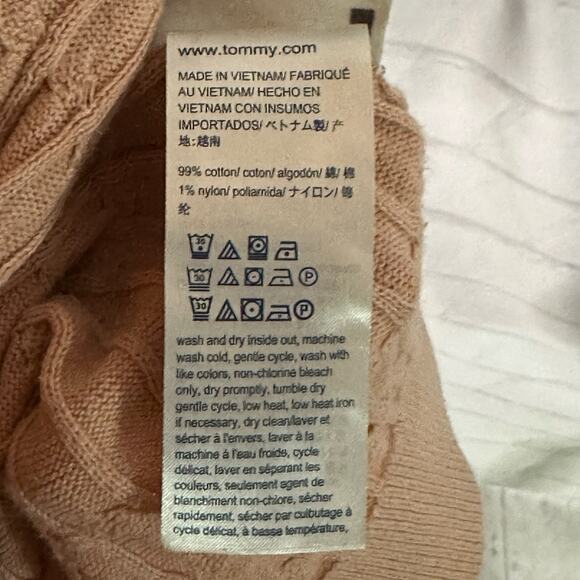 www.tommy.com
MADE IN VIETNAM/ FABRIQUÉ
AU VIETNAM/ HECHO EN
VIETNAM CON INSUMOS
IMPORTADOS/ ベトナム製/ 产
地:越南
99% cotton/ coton/ algodón/ 綿/ 棉
1% nylon/ poliamida/ ナイロン/ 锦
纶
30
30 P
30 P
wash and dry inside out, machine
wash cold, gentle cycle, wash with
like colors, non-chlorine bleach
only, dry promptly, tumble dry
gentle cycle, low heat, low heat iron
if necessary, dry clean/laver et
sécher à l'envers, laver à la
machine à l'eau froide, cycle
délicat, laver en séparant les
couleurs, seulement agent de
blanchiment non-chlore, sécher
rapidement, sécher par culbutage à
cycle délicat, à basse température,